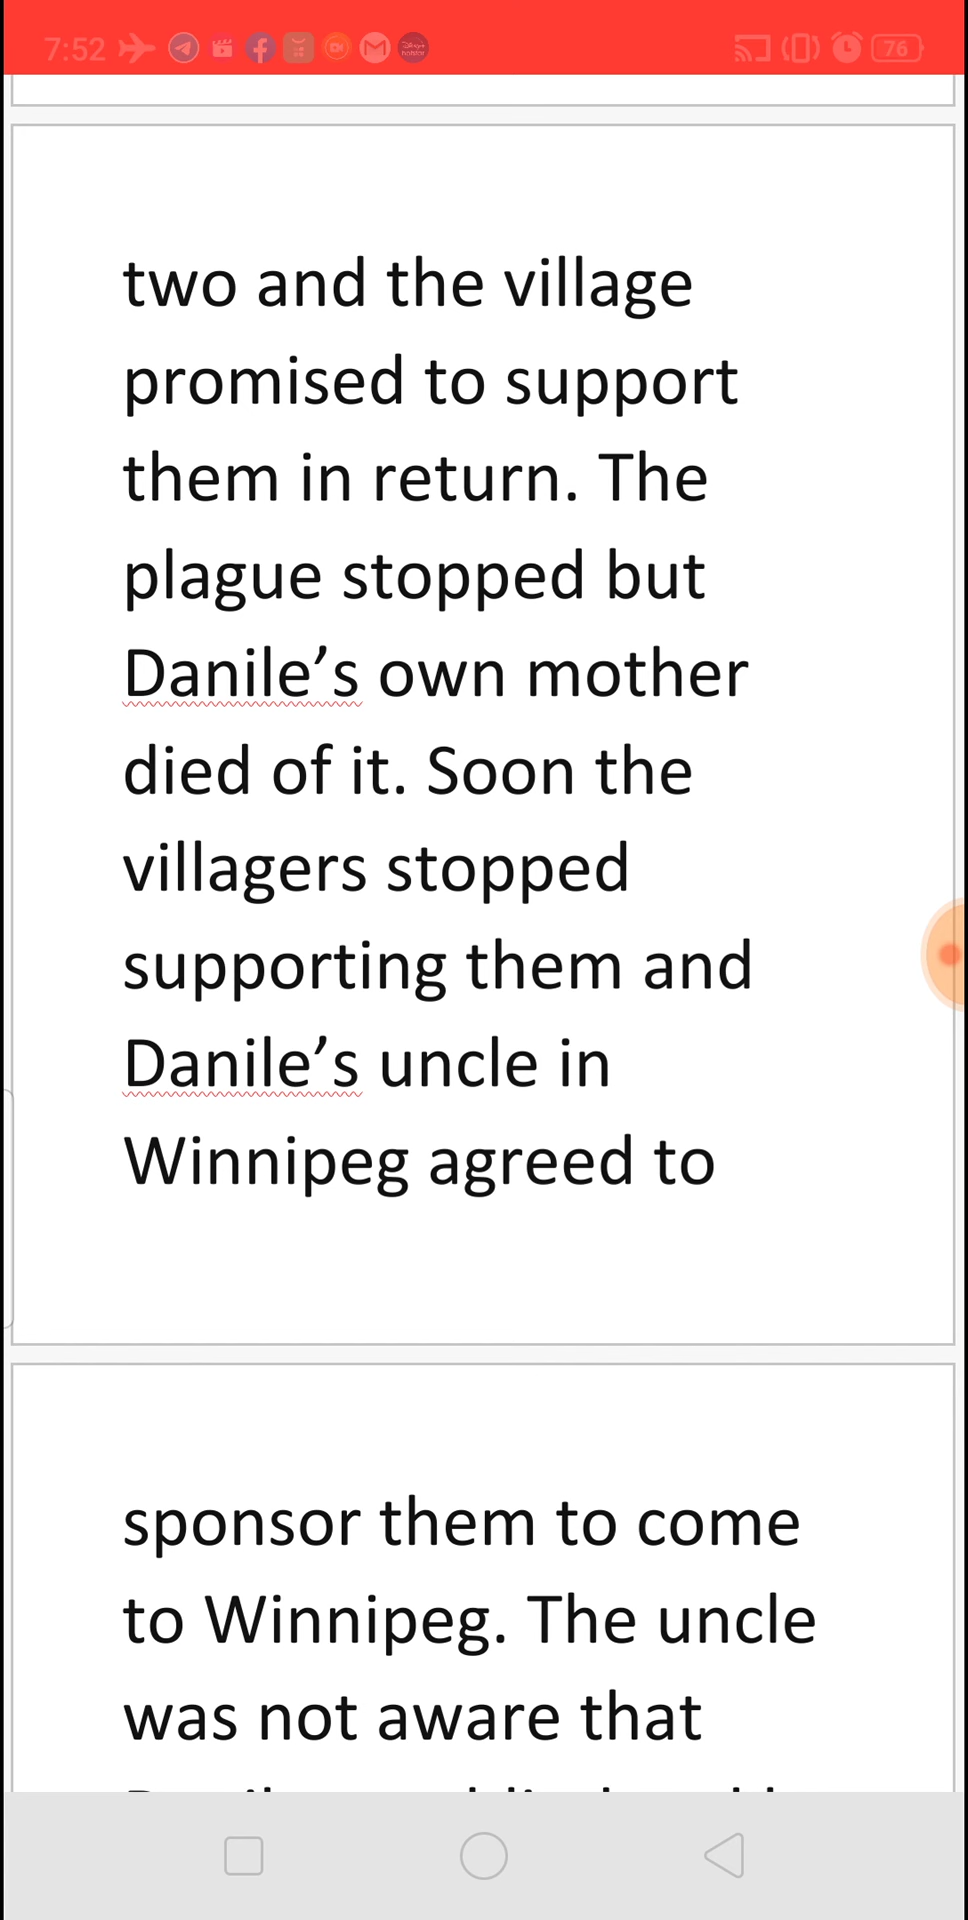 7:52
76
two and the village
promised to support
them in return. The
plague stopped but
Danile’s own mother
died of it. Soon the
villagers stopped
supporting them and
Danile’s uncle in
Winnipeg agreed to
sponsor them to come
to Winnipeg. The uncle
was not aware that